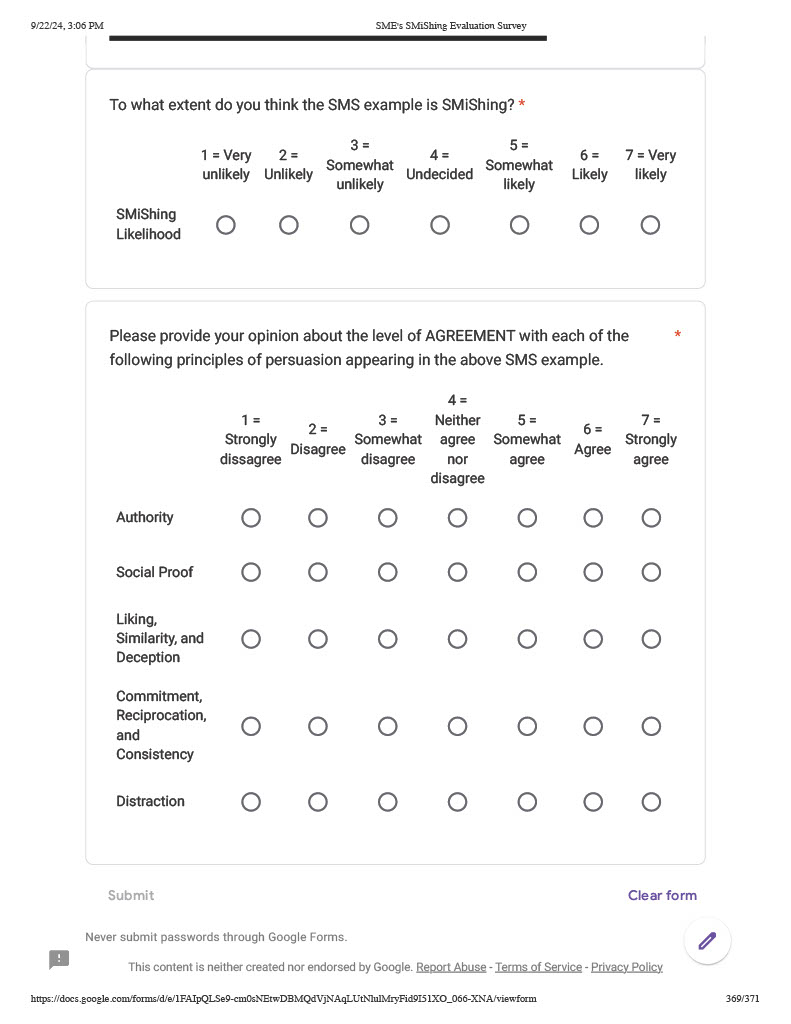 9/22/24, 3:06 PM
SME's SMiShing Evaluation Survey
To what extent do you think the SMS example is SMiShing? *
1 = Very unlikely
2 = Unlikely
3 = Somewhat unlikely
4 = Undecided
5 = Somewhat likely
6 = Likely
7 = Very likely
SMiShing
Likelihood
Please provide your opinion about the level of AGREEMENT with each of the *
following principles of persuasion appearing in the above SMS example.
1 = Strongly dissagree
2 = Disagree
3 = Somewhat disagree
4 = Neither agree nor disagree
5 = Somewhat agree
6 = Agree
7 = Strongly agree
Authority
Social Proof
Liking,
Similarity, and
Deception
Commitment,
Reciprocation,
and
Consistency
Distraction
Submit
Clear form
Never submit passwords through Google Forms.
This content is neither created nor endorsed by Google. Report Abuse - Terms of Service - Privacy Policy
https://docs.google.com/forms/d/e/1FAIpQLSe9-cm0sNEtwDBMQdVjNAqLUtNlulMryFid9I51XO_066-XNA/viewform
369/371